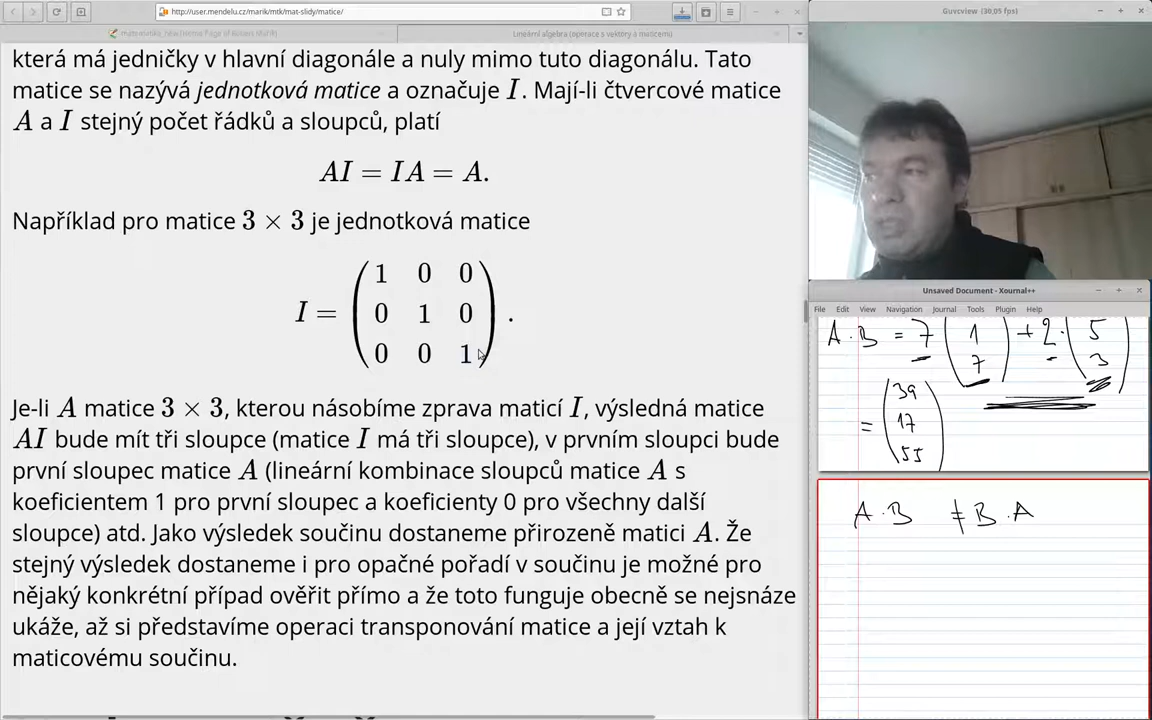 http://user.mendelu.cz/marik/mtk/mat-slidy/matice/
Lineární algebra (operace s vektory a maticemi)
která má jedničky v hlavní diagonále a nuly mimo tuto diagonálu. Tato
matice se nazývá jednotková matice a označuje I. Mají-li čtvercové matice
A a I stejný počet řádků a sloupců, platí
AI = IA = A.
Například pro matice 3 × 3 je jednotková matice
I = (1 0 0
0 1 0
0 0 1) .
Je-li A matice 3 × 3, kterou násobíme zprava maticí I, výsledná matice
AI bude mít tři sloupce (matice I má tři sloupce), v prvním sloupci bude
první sloupec matice A (lineární kombinace sloupců matice A s
koeficientem 1 pro první sloupec a koeficienty 0 pro všechny další
sloupce) atd. Jako výsledek součinu dostaneme přirozeně matici A. Že
stejný výsledek dostaneme i pro opačné pořadí v součinu je možné pro
nějaký konkrétní případ ověřit přímo a že toto funguje obecně se nejsnáze
ukáže, až si představíme operaci transponování matice a její vztah k
maticovému součinu.
Guvcview (30,05 fps)
Unsaved Document - Xournal++
File Edit View Navigation Journal Tools Plugin Help
A·B = 7 (1 7) + 2· (5 3)
= (39 17 55)
A·B ≠ B·A